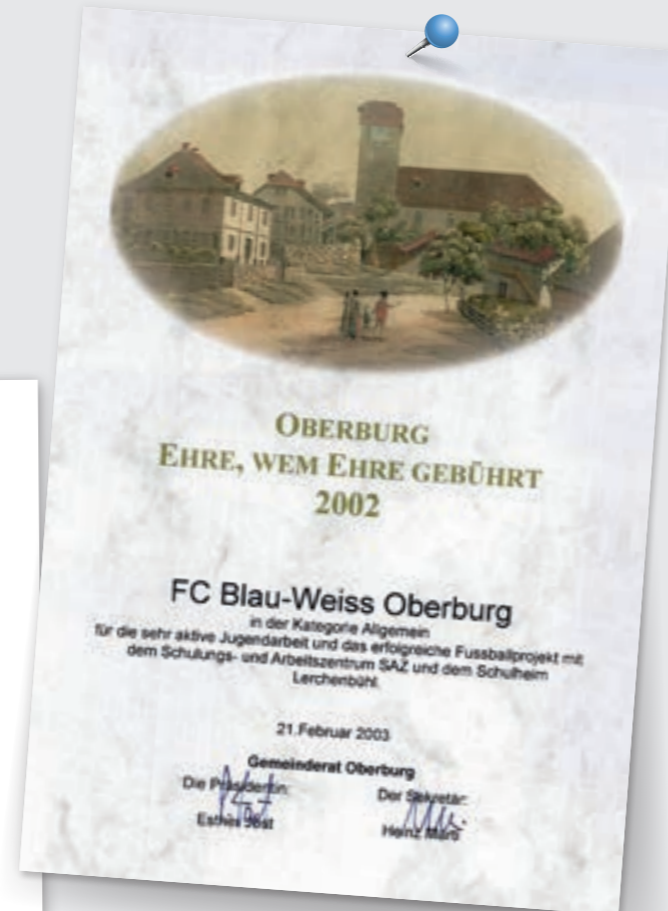 OBERBURG
EHRE, WEM EHRE GEBÜHRT
2002
FC Blau-Weiss Oberburg
in der Kategorie Allgemein
für die sehr aktive Jugendarbeit und das erfolgreiche Fussballprojekt mit
dem Schulungs- und Arbeitszentrum SAZ und dem Schulheim
Lerchenbühl.
21.Februar 2003
Gemeinderat Oberburg
Die Präsidentin: Der Sekretär:
Esther Heinz